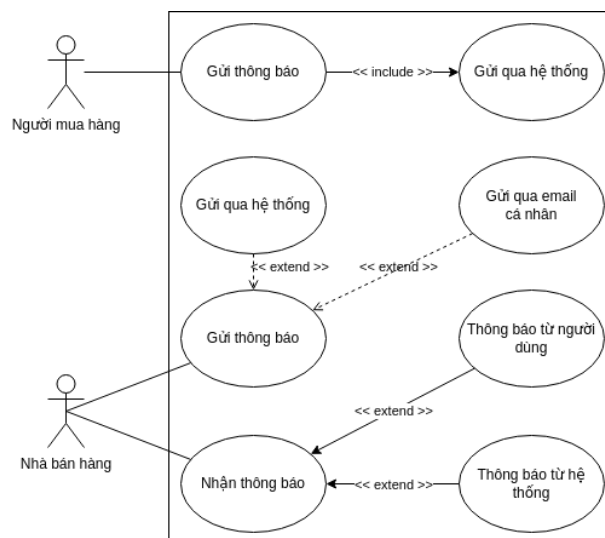 Gửi thông báo
<< include >>
Gửi qua hệ thống
Người mua hàng
Gửi qua hệ thống
Gửi qua email
cá nhân
<< extend >>
<< extend >>
Gửi thông báo
Thông báo từ người
dùng
<< extend >>
Nhà bán hàng
Nhận thông báo
<< extend >>
Thông báo từ hệ
thống